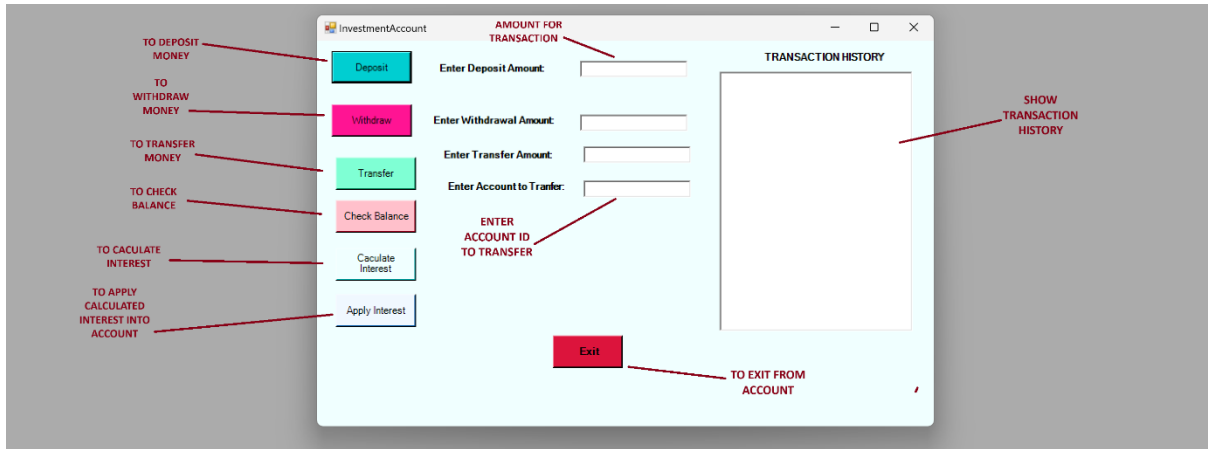 InvestmentAccount
AMOUNT FOR
TRANSACTION
TO DEPOSIT
MONEY
Deposit
Enter Deposit Amount:
TRANSACTION HISTORY
TO
WITHDRAW
MONEY
Withdraw
Enter Withdrawal Amount:
SHOW
TRANSACTION
HISTORY
TO TRANSFER
MONEY
Transfer
Enter Transfer Amount:
Enter Account to Tranfer:
TO CHECK
BALANCE
Check Balance
ENTER
ACCOUNT ID
TO TRANSFER
TO CACULATE
INTEREST
Caculate
Interest
TO APPLY
CALCULATED
INTEREST INTO
ACCOUNT
Apply Interest
Exit
TO EXIT FROM
ACCOUNT